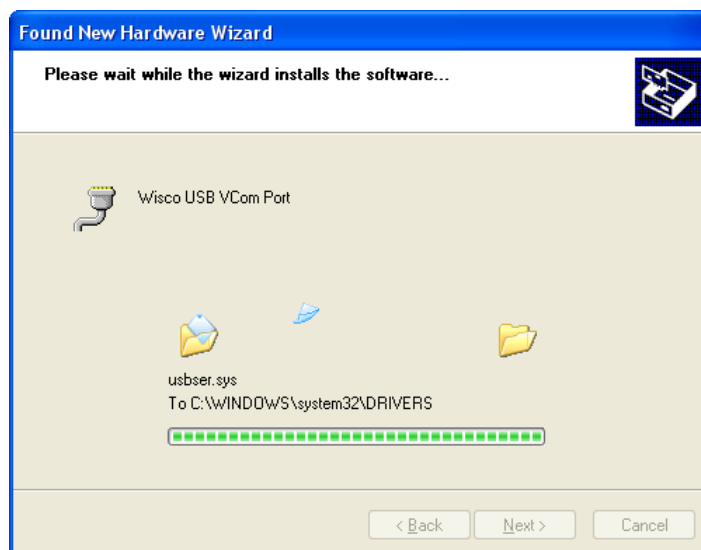 Found New Hardware Wizard
Please wait while the wizard installs the software...
Wisco USB VCom Port
usbser.sys
To C:\WINDOWS\system32\DRIVERS
< Back Next > Cancel